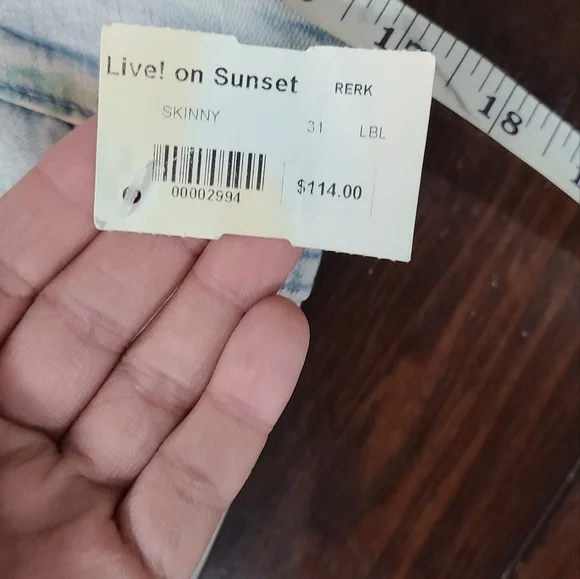 Live! on Sunset
RERK
SKINNY
31 LBL
00002994
$114.00
17
18